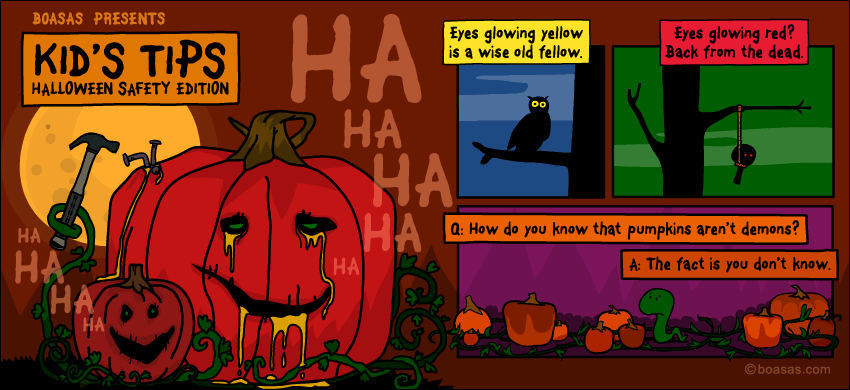 BOASAS PRESENTS
KID'S TIPS
HALLOWEEN SAFETY EDITION
HA
HA
HA
HA
HA
HA
HA
HA
HA
Eyes glowing yellow
is a wise old fellow.
Eyes glowing red?
Back from the dead.
Q: How do you know that pumpkins aren't demons?
A: The fact is you don't know.
©boasas.com